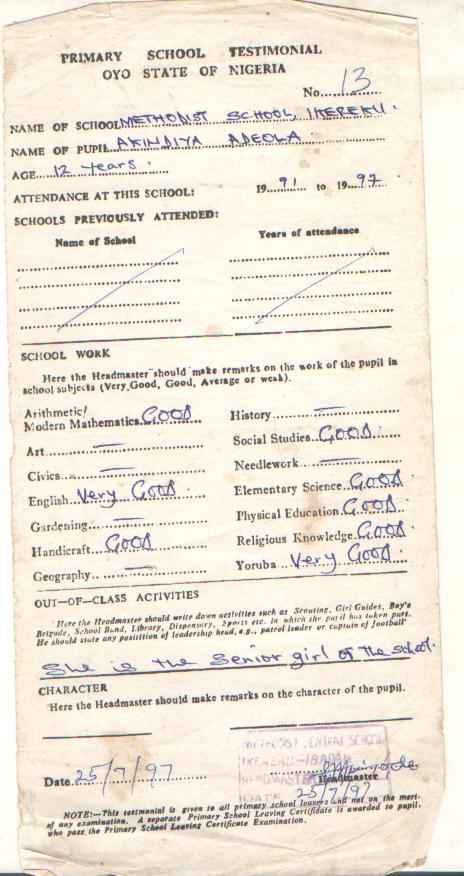 PRIMARY SCHOOL TESTIMONIAL
OYO STATE OF NIGERIA
No. 13
NAME OF SCHOOL METHODIST SCHOOL IKEREKU
NAME OF PUPIL AKINDIYA ADEOLA
AGE 12 Years
ATTENDANCE AT THIS SCHOOL: 19 91 to 19 97
SCHOOLS PREVIOUSLY ATTENDED:
Name of School Years of attendance
SCHOOL WORK
Here the Headmaster should make remarks on the work of the pupil in
school subjects (Very Good, Good, Average or weak).
Arithmetic/
Modern Mathematics GOOD
Art —
Civics —
English Very GOOD
Gardening —
Handicraft GOOD
Geography —
History —
Social Studies GOOD
Needlework —
Elementary Science GOOD
Physical Education GOOD
Religious Knowledge GOOD
Yoruba Very GOOD
OUT-OF-CLASS ACTIVITIES
"Here the Headmaster should write down activities such as Scouting, Girl Guides, Boy's
Brigade, School Band, Library, Dispensary, Sports etc. in which the pupil has taken part.
He should state any positition of leadership head, e.g., patrol leader or captain of football"
She is the Senior girl of the school.
CHARACTER
Here the Headmaster should make remarks on the character of the pupil.
METHODIST CENTRAL SCHOOL
IKEREKU-IBADAN
HEADMASTER
DATE 25/7/97
Date 25/7/97
Headmaster
NOTE:—This testimonial is given to all primary school leavers and not on the merit
of any examination. A separate Primary School Leaving Certifidate is awarded to pupil.
who pass the Primary School Leaving Certificate Examination.